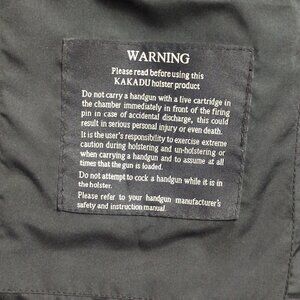 WARNING
Please read before using this
KAKADU holster product
Do not carry a handgun with a live cartridge in
the chamber immediately in front of the firing
pin in case of accidental discharge, this could
result in serious personal injury or even death.
It is the user's responsibility to exercise extreme
caution during holstering and un-holstering or
when carrying a handgun and to assume at all
times that the gun is loaded.
Do not attempt to cock a handgun while it is in
the holster.
Please refer to your handgun manufacturer's
safety and instruction manual.